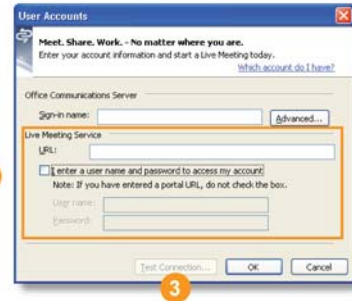 User Accounts
Meet. Share. Work. - No matter where you are.
Enter your account information and start a Live Meeting today.
Which account do I have?
Office Communications Server
Sign-in name:
Advanced...
Live Meeting Service
URL:
I enter a user name and password to access my account
Note: If you have entered a portal URL, do not check the box.
User name:
Password:
Test Connection...
OK
Cancel
3